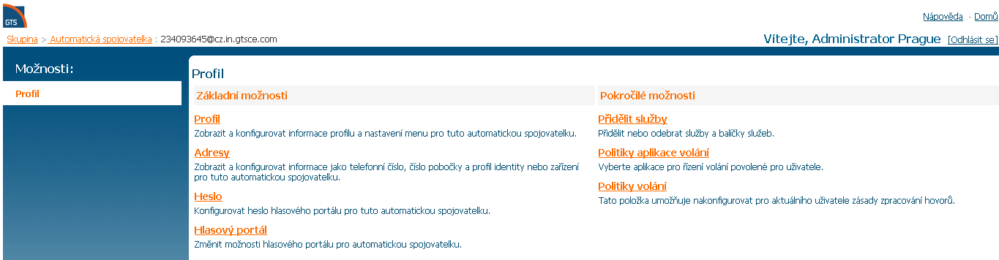 GTS
Nápověda - Domů
Skupina > Automatická spojovatelka : 234093645@cz.in.gtsce.com
Vítejte, Administrator Prague [Odhlásit se]
Možnosti:
Profil
Profil
Základní možnosti
Profil
Zobrazit a konfigurovat informace profilu a nastavení menu pro tuto automatickou spojovatelku.
Adresy
Zobrazit a konfigurovat informace jako telefonní číslo, číslo pobočky a profil identity nebo zařízení
pro tuto automatickou spojovatelku.
Heslo
Konfigurovat heslo hlasového portálu pro tuto automatickou spojovatelku.
Hlasový portál
Změnit možnosti hlasového portálu pro automatickou spojovatelku.
Pokročilé možnosti
Přidělit služby
Přidělit nebo odebrat služby a balíčky služeb.
Politiky aplikace volání
Vyberte aplikace pro řízení volání povolené pro uživatele.
Politiky volání
Tato položka umožňuje nakonfigurovat pro aktuálního uživatele zásady zpracování hovorů.